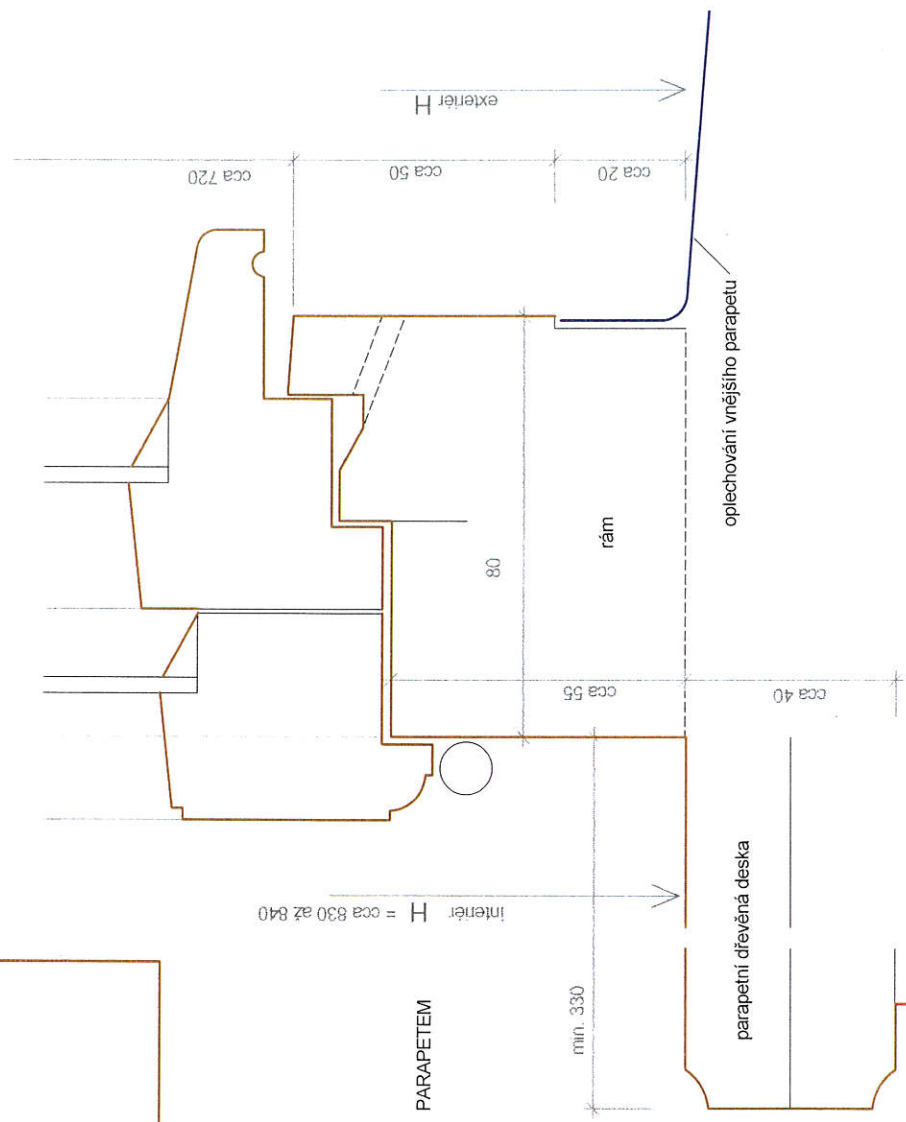 exteriér H
cca 720
cca 50
cca 20
oplechování vnějšího parapetu
rám
80
cca 55
cca 40
interiér H = cca 830 až 840
parapetní dřevěná deska
min. 330
PARAPETEM